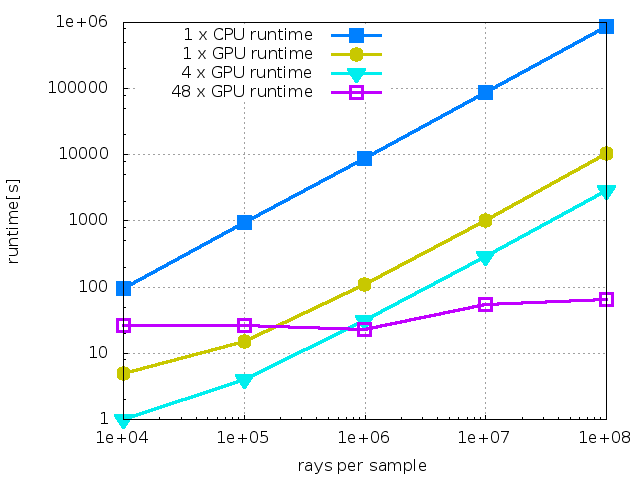 1e+06
100000
10000
1000
100
10
1
runtime[s]
1 x CPU runtime
1 x GPU runtime
4 x GPU runtime
48 x GPU runtime
1e+04 1e+05 1e+06 1e+07 1e+08
rays per sample